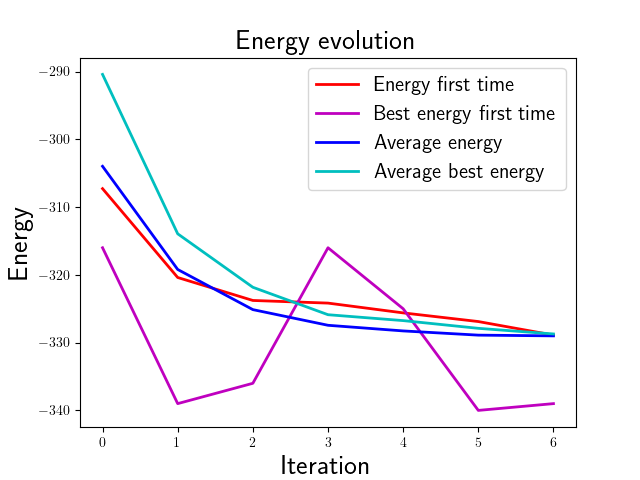 Energy evolution
Energy first time
Best energy first time
Average energy
Average best energy
Energy
−290
−300
−310
−320
−330
−340
0 1 2 3 4 5 6
Iteration